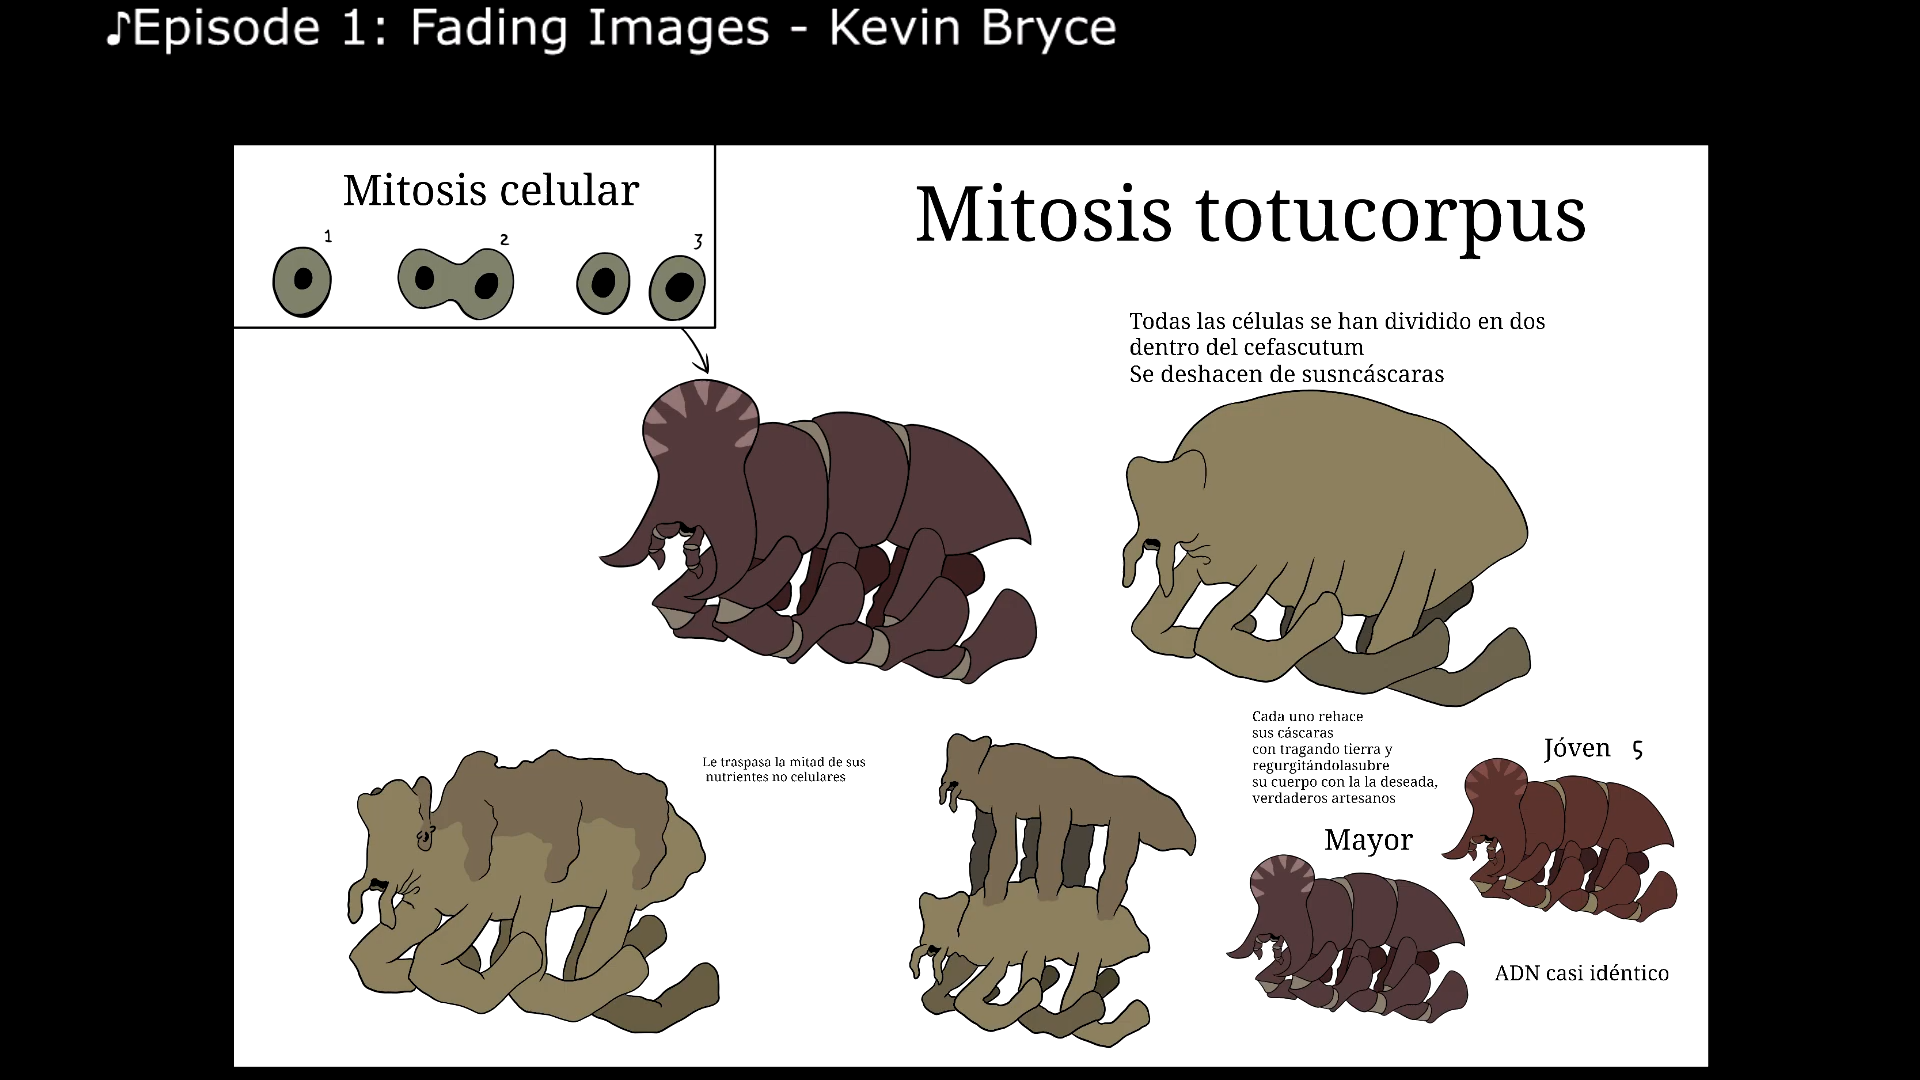 ♪Episode 1: Fading Images - Kevin Bryce
Mitosis celular
1
2
3
Mitosis totucorpus
Todas las células se han dividido en dos
dentro del cefascutum
Se deshacen de susncáscaras
Le traspasa la mitad de sus
nutrientes no celulares
Cada uno rehace
sus cáscaras
con tragando tierra y
regurgitándolasubre
su cuerpo con la la deseada,
verdaderos artesanos
Jóven 5
Mayor
ADN casi idéntico